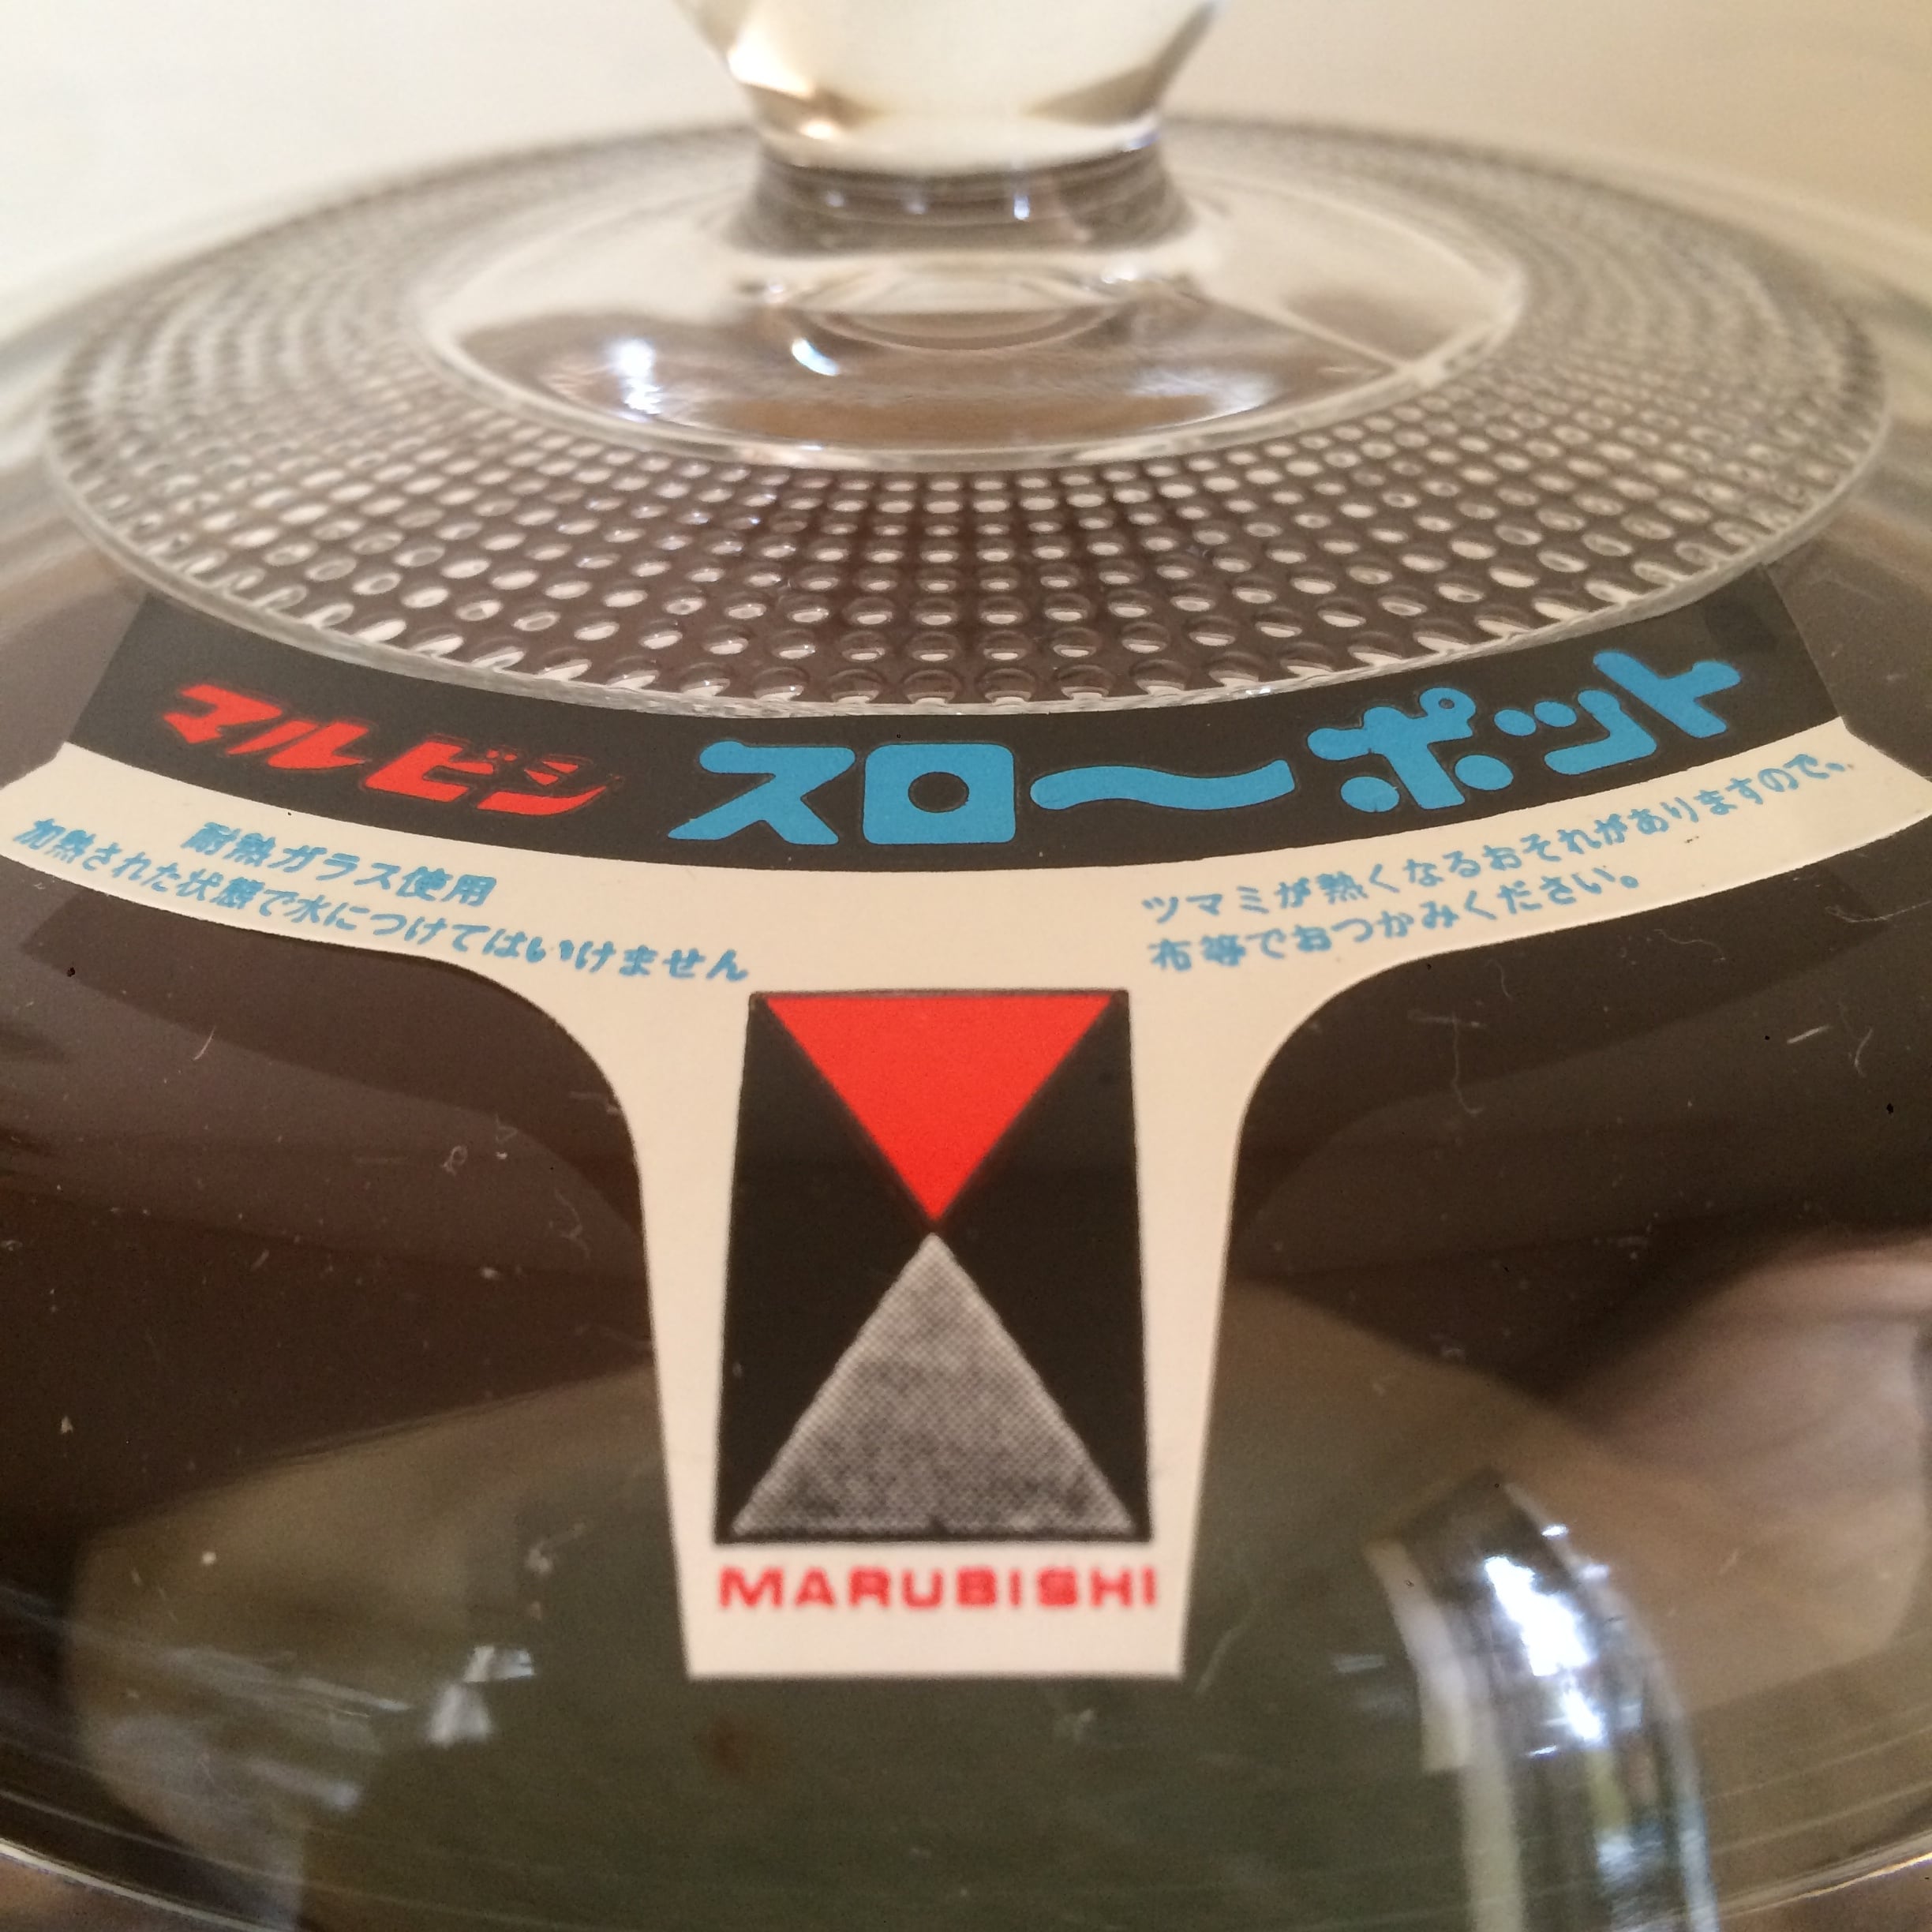 マルビシ スローポット
耐熱ガラス使用
加熱された状態で水につけてはいけません
ツマミが熱くなるおそれがありますので、
布等でおつかみください。
MARUBISHI